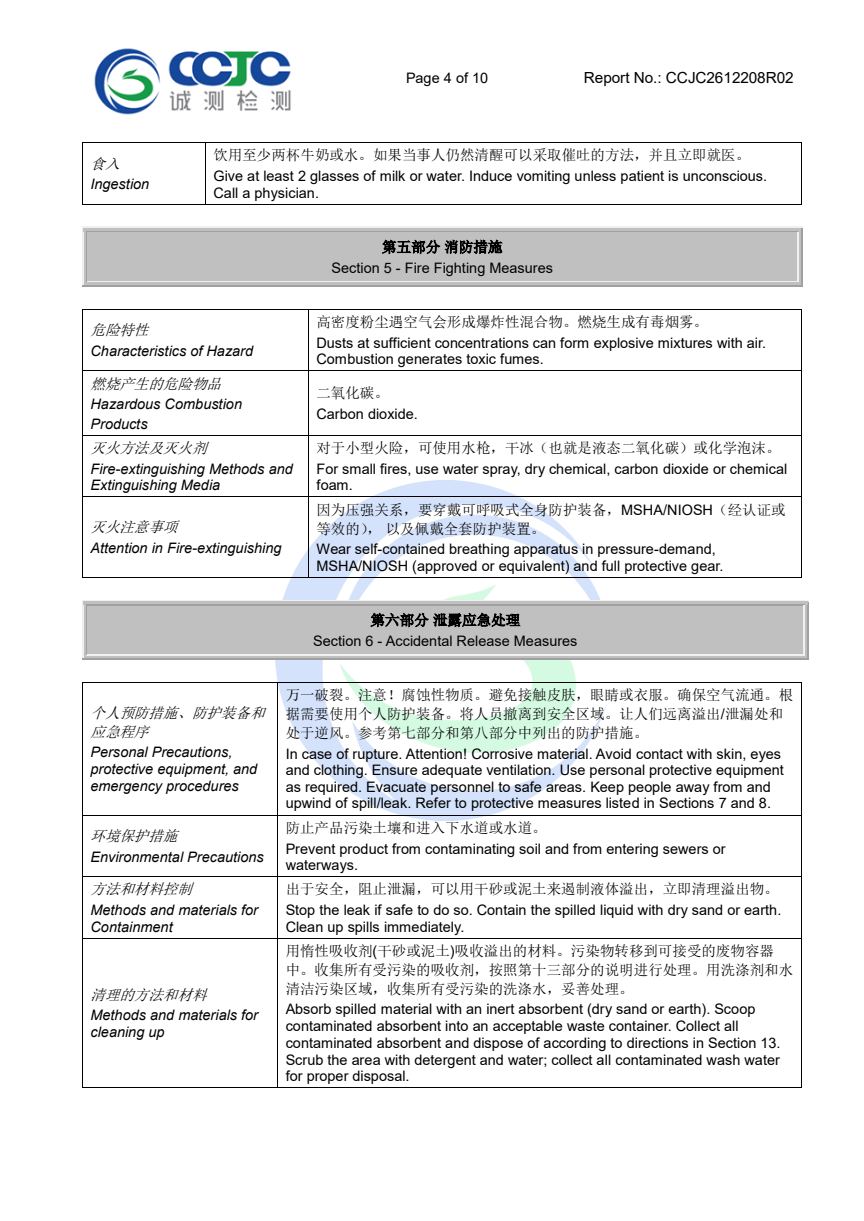 CCJC
诚测检测
Page 4 of 10
Report No.: CCJC2612208R02
食入
Ingestion
饮用至少两杯牛奶或水。如果当事人仍然清醒可以采取催吐的方法，并且立即就医。
Give at least 2 glasses of milk or water. Induce vomiting unless patient is unconscious.
Call a physician.
第五部分 消防措施
Section 5 - Fire Fighting Measures
危险特性
Characteristics of Hazard
高密度粉尘遇空气会形成爆炸性混合物。燃烧生成有毒烟雾。
Dusts at sufficient concentrations can form explosive mixtures with air.
Combustion generates toxic fumes.
燃烧产生的危险物品
Hazardous Combustion
Products
二氧化碳。
Carbon dioxide.
灭火方法及灭火剂
Fire-extinguishing Methods and
Extinguishing Media
对于小型火险，可使用水枪，干冰（也就是液态二氧化碳）或化学泡沫。
For small fires, use water spray, dry chemical, carbon dioxide or chemical
foam.
灭火注意事项
Attention in Fire-extinguishing
因为压强关系，要穿戴可呼吸式全身防护装备，MSHA/NIOSH（经认证或
等效的）， 以及佩戴全套防护装置。
Wear self-contained breathing apparatus in pressure-demand,
MSHA/NIOSH (approved or equivalent) and full protective gear.
第六部分 泄露应急处理
Section 6 - Accidental Release Measures
个人预防措施、防护装备和
应急程序
Personal Precautions,
protective equipment, and
emergency procedures
万一破裂。注意！腐蚀性物质。避免接触皮肤，眼睛或衣服。确保空气流通。根
据需要使用个人防护装备。将人员撤离到安全区域。让人们远离溢出/泄漏处和
处于逆风。参考第七部分和第八部分中列出的防护措施。
In case of rupture. Attention! Corrosive material. Avoid contact with skin, eyes
and clothing. Ensure adequate ventilation. Use personal protective equipment
as required. Evacuate personnel to safe areas. Keep people away from and
upwind of spill/leak. Refer to protective measures listed in Sections 7 and 8.
环境保护措施
Environmental Precautions
防止产品污染土壤和进入下水道或水道。
Prevent product from contaminating soil and from entering sewers or
waterways.
方法和材料控制
Methods and materials for
Containment
出于安全，阻止泄漏，可以用干砂或泥土来遏制液体溢出，立即清理溢出物。
Stop the leak if safe to do so. Contain the spilled liquid with dry sand or earth.
Clean up spills immediately.
清理的方法和材料
Methods and materials for
cleaning up
用惰性吸收剂(干砂或泥土)吸收溢出的材料。污染物转移到可接受的废物容器
中。收集所有受污染的吸收剂，按照第十三部分的说明进行处理。用洗涤剂和水
清洁污染区域，收集所有受污染的洗涤水，妥善处理。
Absorb spilled material with an inert absorbent (dry sand or earth). Scoop
contaminated absorbent into an acceptable waste container. Collect all
contaminated absorbent and dispose of according to directions in Section 13.
Scrub the area with detergent and water; collect all contaminated wash water
for proper disposal.